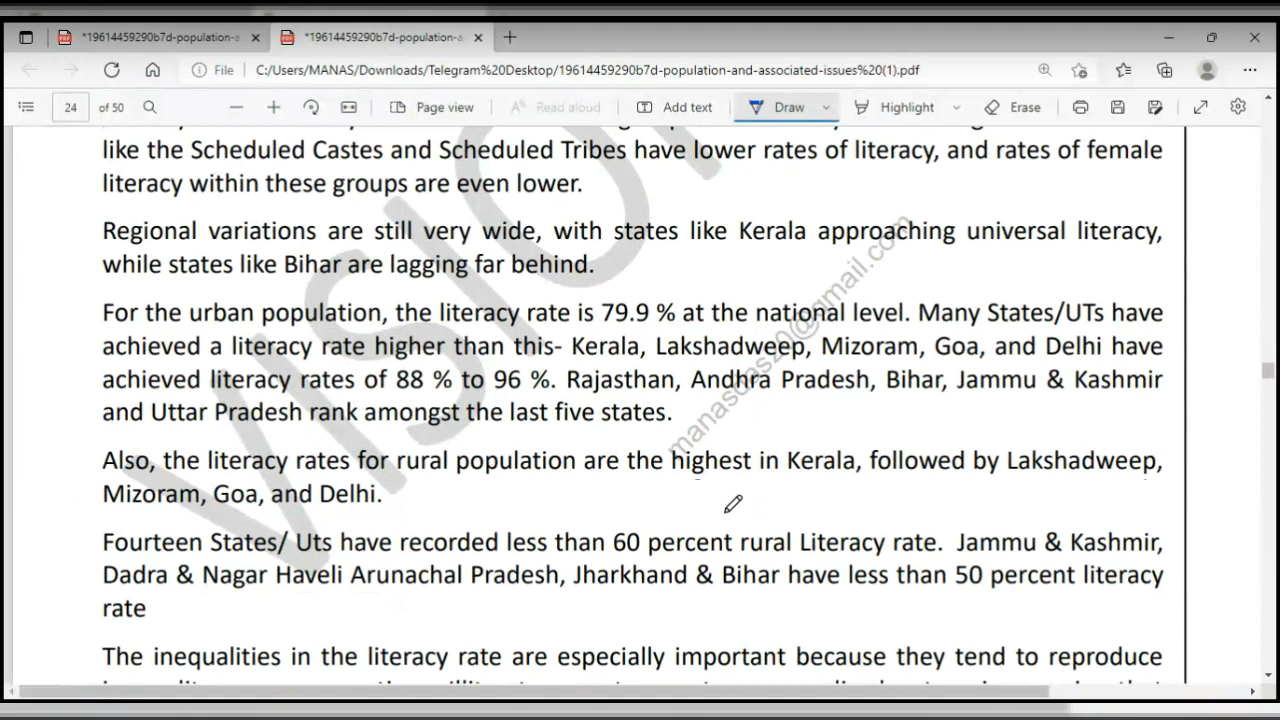 *19614459290b7d-population-a
*19614459290b7d-population-a
File C:/Users/MANAS/Downloads/Telegram%20Desktop/19614459290b7d-population-and-associated-issues%20(1).pdf
24 of 50 Page view Read aloud Add text Draw Highlight Erase
like the Scheduled Castes and Scheduled Tribes have lower rates of literacy, and rates of female
literacy within these groups are even lower.
Regional variations are still very wide, with states like Kerala approaching universal literacy,
while states like Bihar are lagging far behind.
For the urban population, the literacy rate is 79.9 % at the national level. Many States/UTs have
achieved a literacy rate higher than this- Kerala, Lakshadweep, Mizoram, Goa, and Delhi have
achieved literacy rates of 88 % to 96 %. Rajasthan, Andhra Pradesh, Bihar, Jammu & Kashmir
and Uttar Pradesh rank amongst the last five states.
Also, the literacy rates for rural population are the highest in Kerala, followed by Lakshadweep,
Mizoram, Goa, and Delhi.
Fourteen States/ Uts have recorded less than 60 percent rural Literacy rate. Jammu & Kashmir,
Dadra & Nagar Haveli Arunachal Pradesh, Jharkhand & Bihar have less than 50 percent literacy
rate
The inequalities in the literacy rate are especially important because they tend to reproduce
VISIO